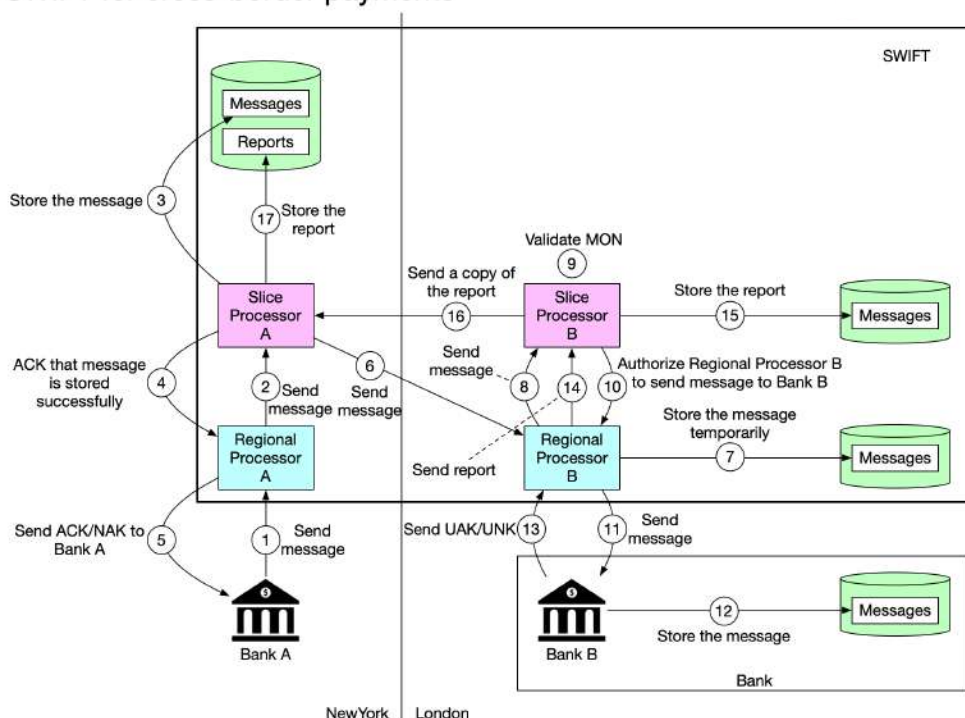 SWIFT
Messages
Reports
Store the message
3
17
Store the
report
Validate MON
9
Send a copy of
the report
Slice
Processor
A
16
Slice
Processor
B
Store the report
15
Messages
ACK that message
is stored
successfully
4
2
Send
message
6
Send
message
Send
message
8
14
10
Authorize Regional Processor B
to send message to Bank B
Store the message
temporarily
Regional
Processor
A
Send report
Regional
Processor
B
7
Messages
Send ACK/NAK to
Bank A
5
1
Send
message
Send UAK/UNK
13
11
Send
message
12
Store the message
Messages
Bank A
Bank B
Bank
NewYork
London